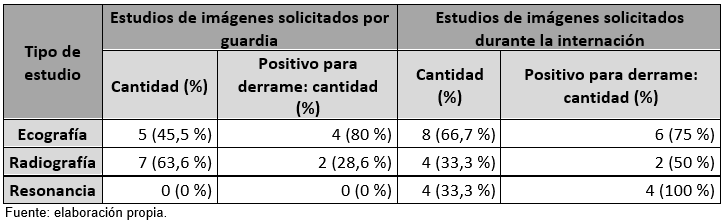 Tipo de estudio | Estudios de imágenes solicitados por guardia | Estudios de imágenes solicitados durante la internación
Cantidad (%) | Positivo para derrame: cantidad (%) | Cantidad (%) | Positivo para derrame: cantidad (%)
Ecografía | 5 (45,5 %) | 4 (80 %) | 8 (66,7 %) | 6 (75 %)
Radiografía | 7 (63,6 %) | 2 (28,6 %) | 4 (33,3 %) | 2 (50 %)
Resonancia | 0 (0 %) | 0 (0 %) | 4 (33,3 %) | 4 (100 %)
Fuente: elaboración propia.